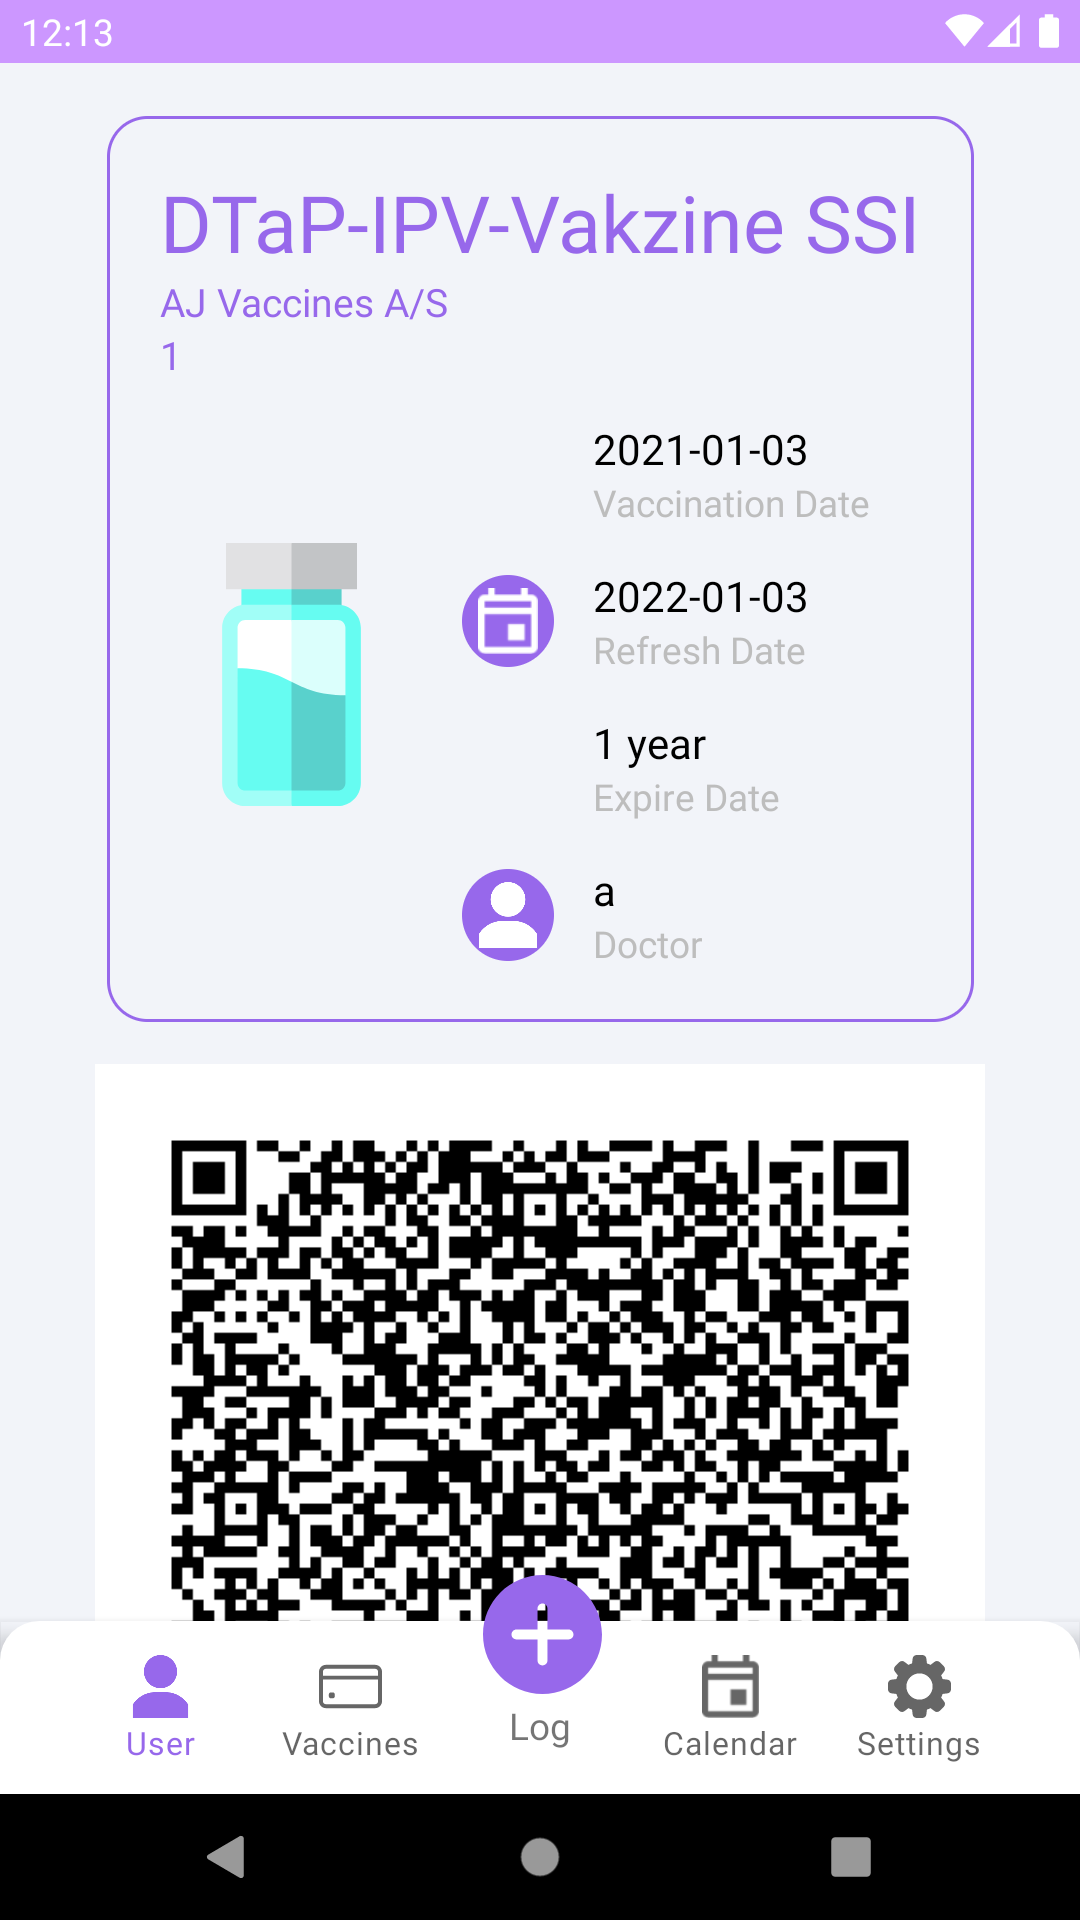 12:13
DTaP-IPV-Vakzine SSI
AJ Vaccines A/S
1
2021-01-03
Vaccination Date
2022-01-03
Refresh Date
1 year
Expire Date
a
Doctor
User
Vaccines
Log
Calendar
Settings